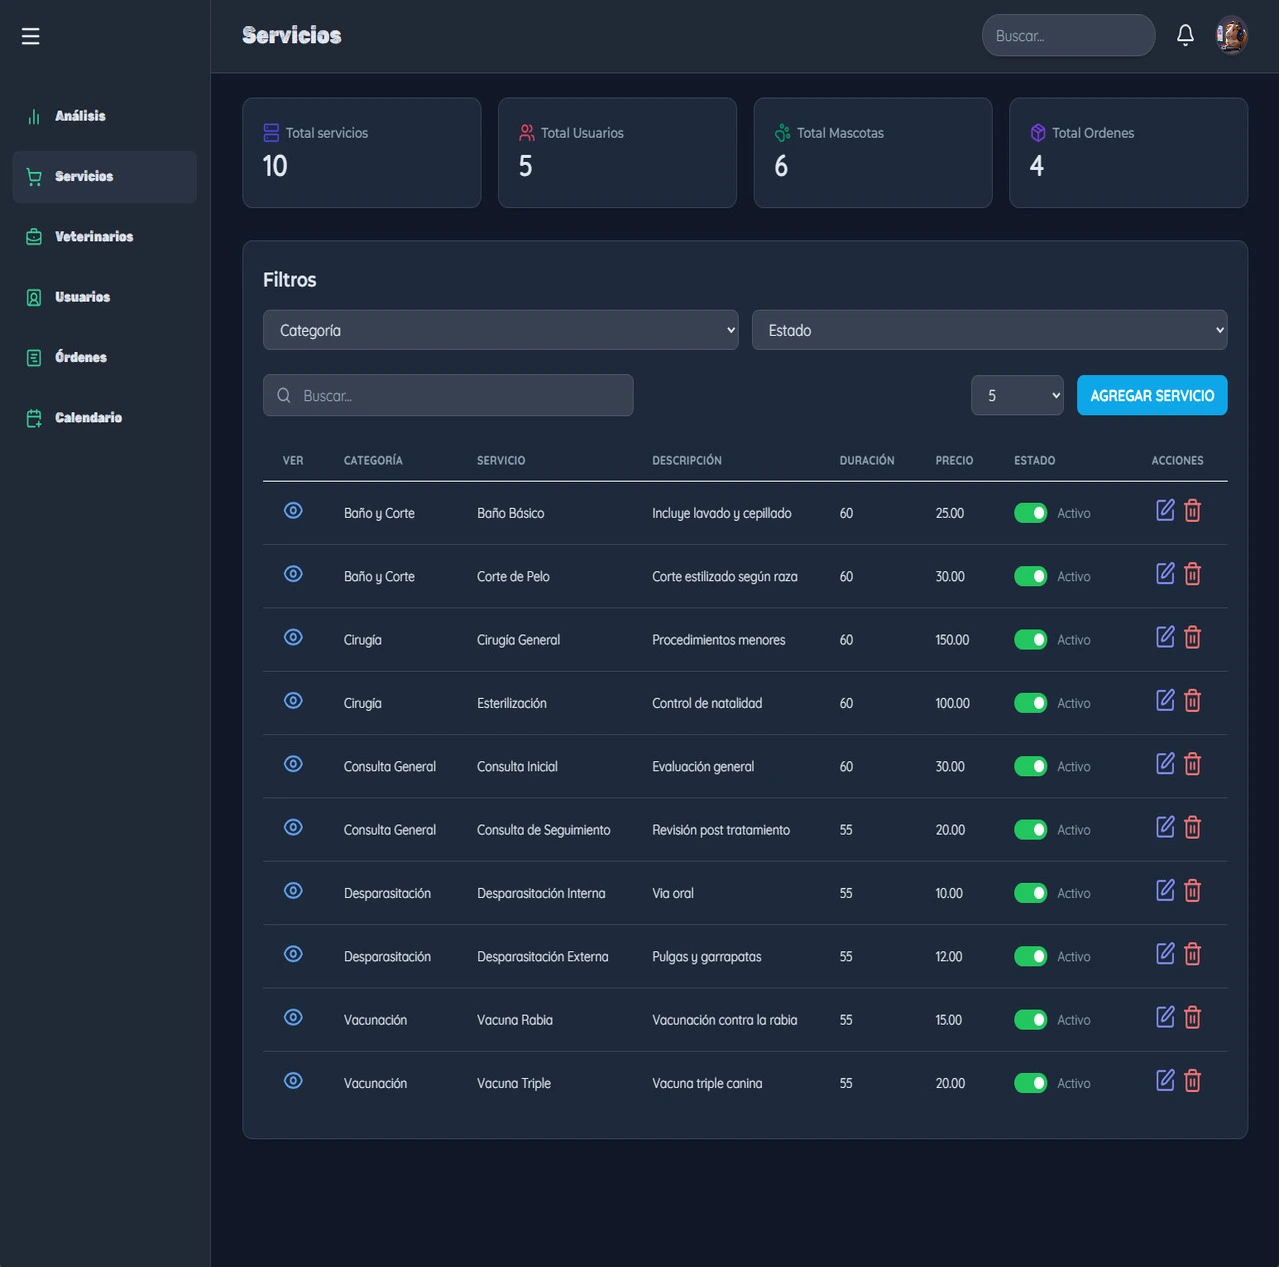 Servicios
Buscar...
Análisis
Servicios
Veterinarios
Usuarios
Órdenes
Calendario
Total servicios
10
Total Usuarios
5
Total Mascotas
6
Total Ordenes
4
Filtros
Categoría
Estado
Buscar...
5
AGREGAR SERVICIO
VER CATEGORÍA SERVICIO DESCRIPCIÓN DURACIÓN PRECIO ESTADO ACCIONES
Baño y Corte Baño Básico Incluye lavado y cepillado 60 25.00 Activo
Baño y Corte Corte de Pelo Corte estilizado según raza 60 30.00 Activo
Cirugía Cirugía General Procedimientos menores 60 150.00 Activo
Cirugía Esterilización Control de natalidad 60 100.00 Activo
Consulta General Consulta Inicial Evaluación general 60 30.00 Activo
Consulta General Consulta de Seguimiento Revisión post tratamiento 55 20.00 Activo
Desparasitación Desparasitación Interna Via oral 55 10.00 Activo
Desparasitación Desparasitación Externa Pulgas y garrapatas 55 12.00 Activo
Vacunación Vacuna Rabia Vacunación contra la rabia 55 15.00 Activo
Vacunación Vacuna Triple Vacuna triple canina 55 20.00 Activo